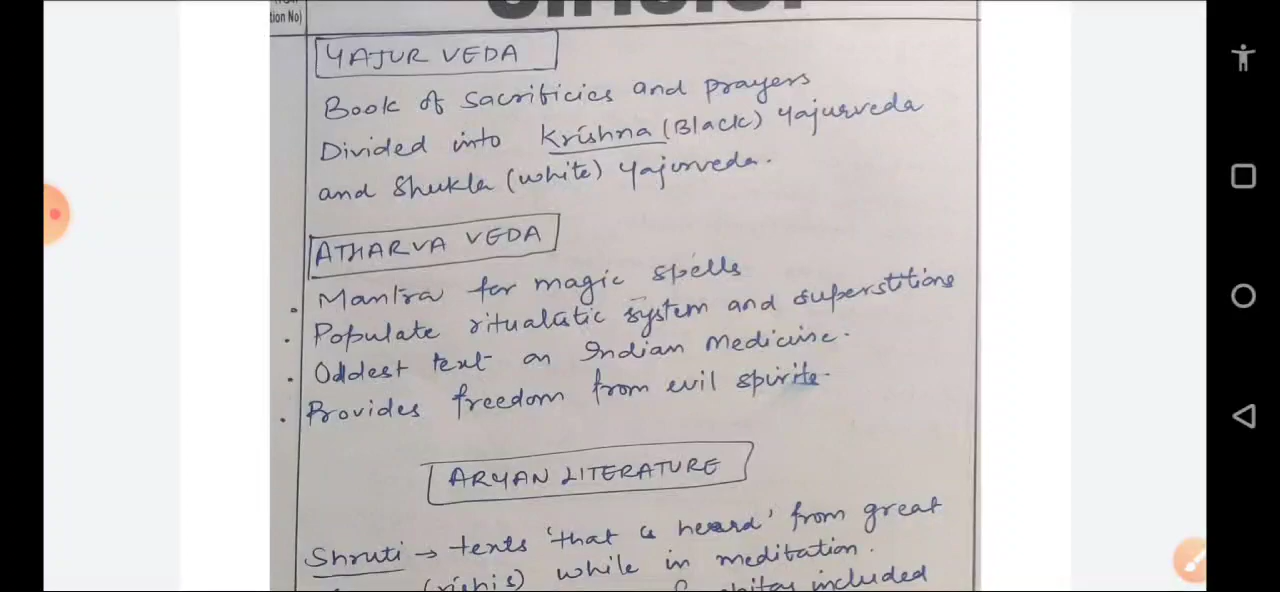 tion No)
YAJUR VEDA
Book of sacrificies and prayers
Divided into Krishna (Black) Yajurveda
and Shukla (white) Yajurveda.
ATHARVA VEDA
. Mantra for magic spells
. Populate ritualistic system and superstitions
. Oddest text on Indian medicine.
. Provides freedom from evil spirits.
ARYAN LITERATURE
Shruti → texts 'that is heard' from great
(rishis) while in meditation.
included